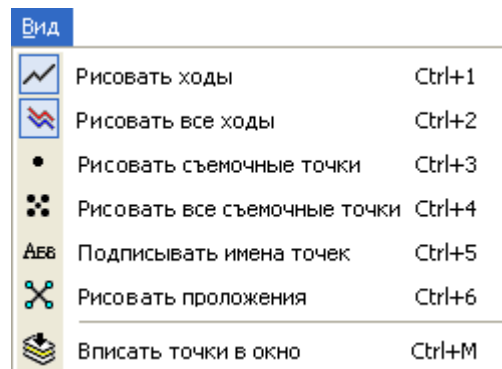 Вид
Рисовать ходы Ctrl+1
Рисовать все ходы Ctrl+2
Рисовать съемочные точки Ctrl+3
Рисовать все съемочные точки Ctrl+4
Абв Подписывать имена точек Ctrl+5
Рисовать проложения Ctrl+6
Вписать точки в окно Ctrl+M